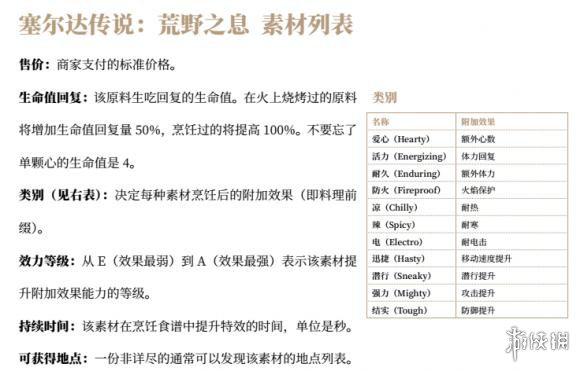 塞尔达传说：荒野之息 素材列表
售价：商家支付的标准价格。
生命值回复：该原料生吃回复的生命值。在火上烧烤过的原料
将增加生命值回复量 50%，烹饪过的将提高 100%。不要忘了
单颗心的生命值是 4。
类别（见右表）：决定每种素材烹饪后的附加效果（即料理前
缀）。
效力等级：从 E（效果最弱）到 A（效果最强）表示该素材提
升附加效果能力的等级。
持续时间：该素材在烹饪食谱中提升特效的时间，单位是秒。
可获得地点：一份非详尽的通常可以发现该素材的地点列表。
类别
名称 附加效果
爱心（Hearty） 额外心数
活力（Energizing） 体力回复
耐久（Enduring） 额外体力
防火（Fireproof） 火焰保护
凉（Chilly） 耐热
辣（Spicy） 耐寒
电（Electro） 耐电击
迅捷（Hasty） 移动速度提升
潜行（Sneaky） 潜行提升
强力（Mighty） 攻击提升
结实（Tough） 防御提升
游侠网